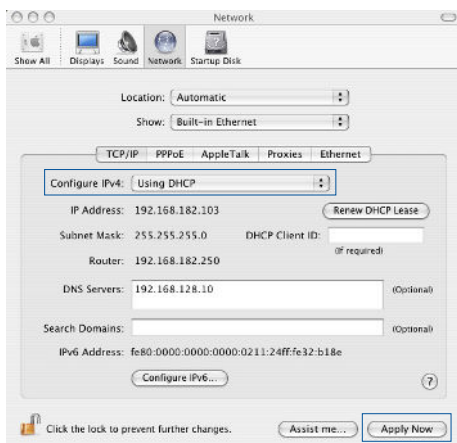 Network
Show All Displays Sound Network Startup Disk
Location: Automatic
Show: Built-in Ethernet
TCP/IP PPPoE AppleTalk Proxies Ethernet
Configure IPv4: Using DHCP
IP Address: 192.168.182.103 Renew DHCP Lease
Subnet Mask: 255.255.255.0 DHCP Client ID:
(If required)
Router: 192.168.182.250
DNS Servers: 192.168.128.10 (Optional)
Search Domains: (Optional)
IPv6 Address: fe80:0000:0000:0000:0211:24ff:fe32:b18e
Configure IPv6... ?
Click the lock to prevent further changes. Assist me... Apply Now